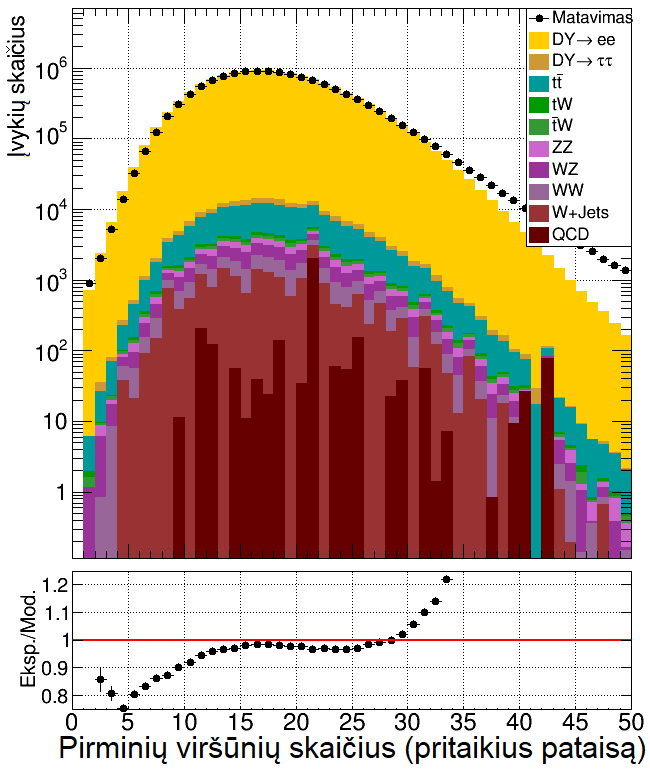 Įvykių skaičius
10⁶
10⁵
10⁴
10³
10²
10
1
Matavimas
DY→ ee
DY→ ττ
tt̄
tW
t̄W
ZZ
WZ
WW
W+Jets
QCD
Eksp./Mod.
1.2
1.1
1
0.9
0.8
0 5 10 15 20 25 30 35 40 45 50
Pirminių viršūnių skaičius (pritaikius pataisą)